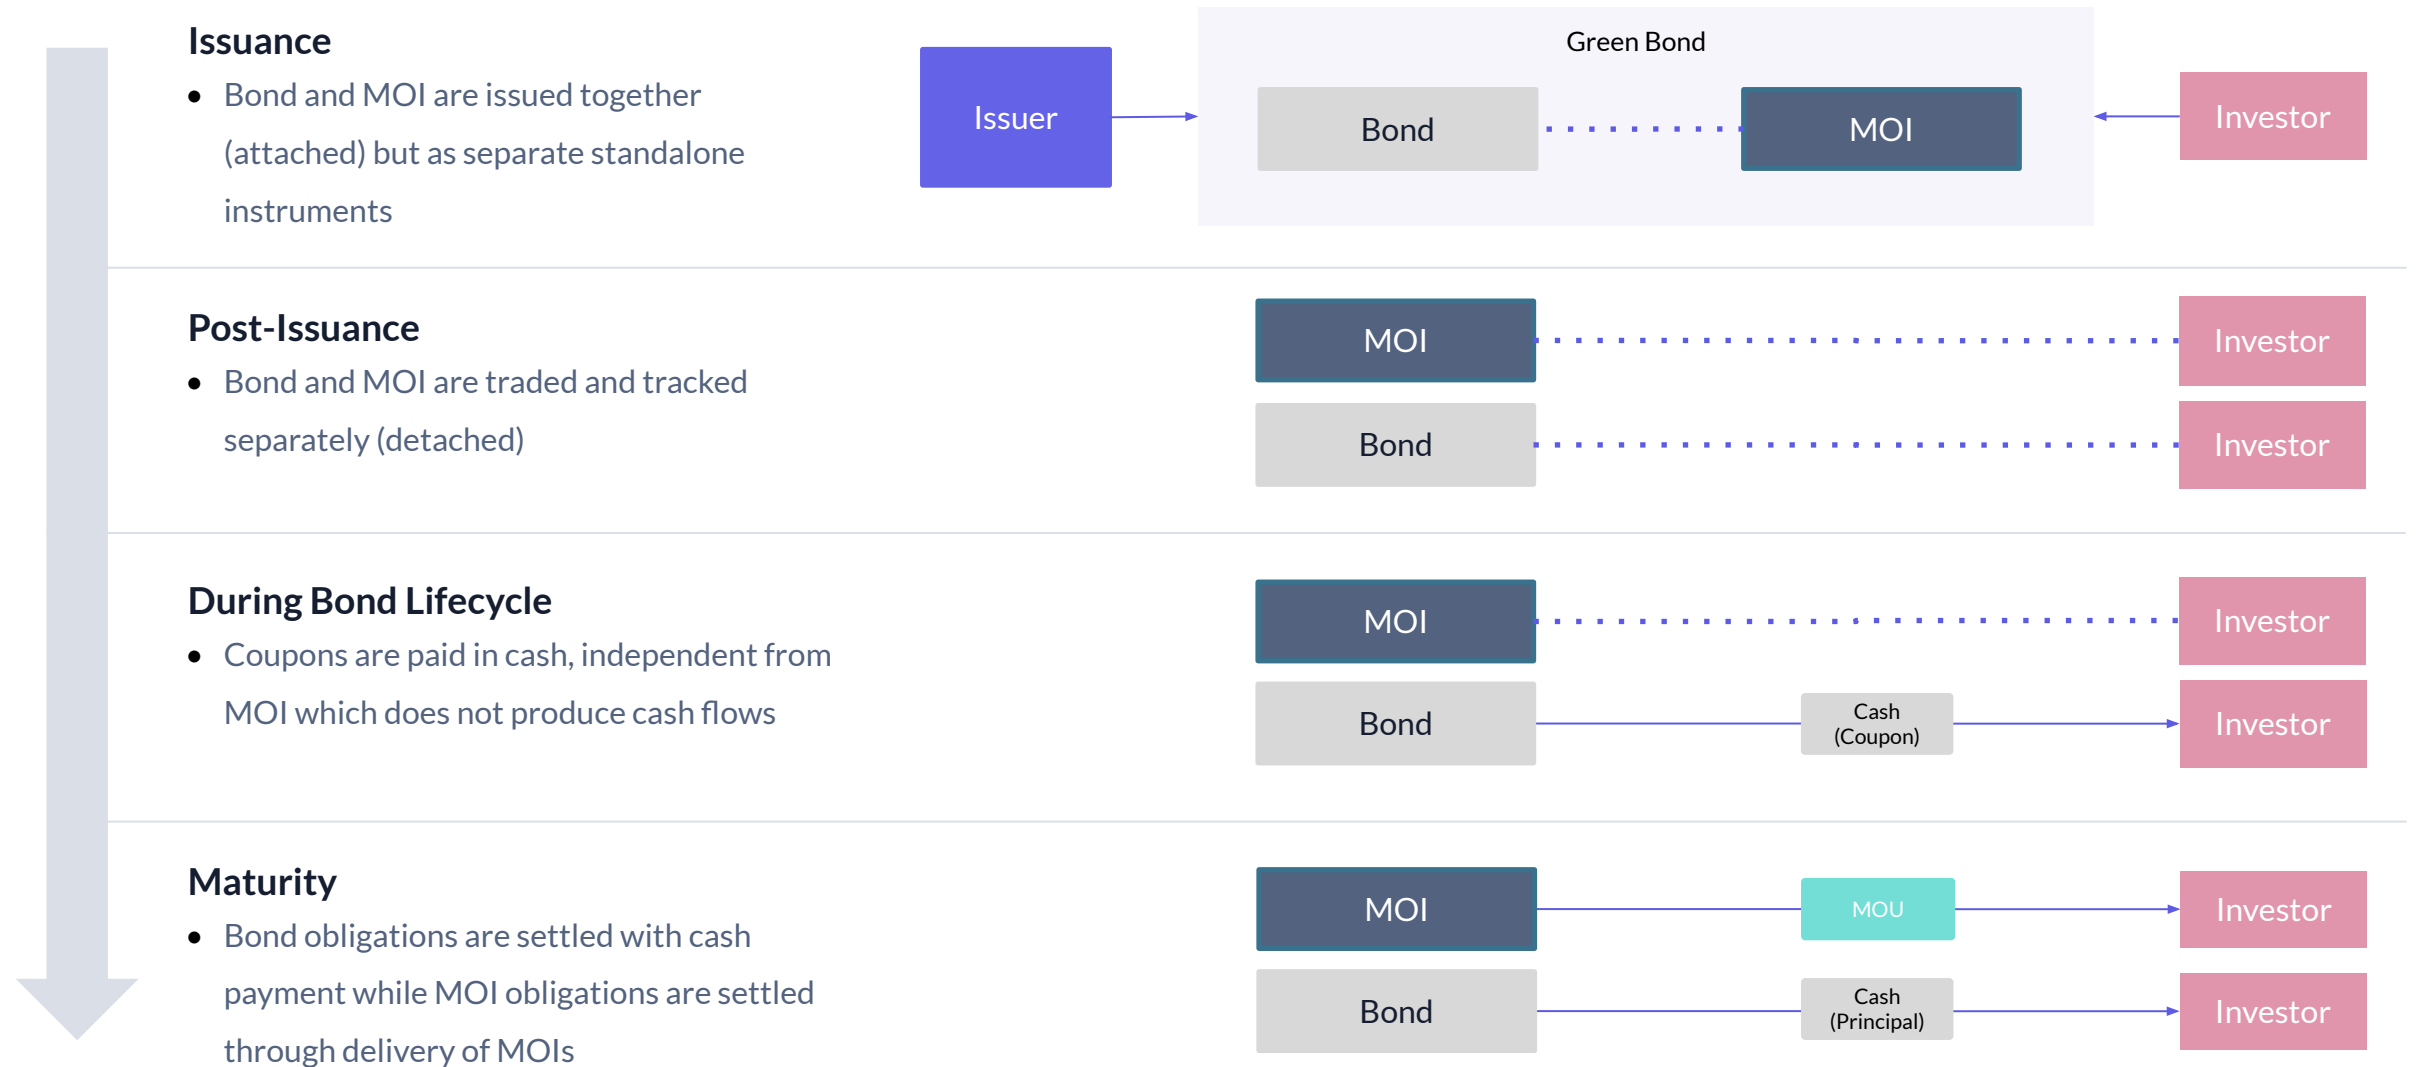 Issuance
• Bond and MOI are issued together
(attached) but as separate standalone
instruments
Issuer
Green Bond
Bond
MOI
Investor
Post-Issuance
• Bond and MOI are traded and tracked
separately (detached)
MOI
Investor
Bond
Investor
During Bond Lifecycle
• Coupons are paid in cash, independent from
MOI which does not produce cash flows
MOI
Investor
Bond
Cash
(Coupon)
Investor
Maturity
• Bond obligations are settled with cash
payment while MOI obligations are settled
through delivery of MOIs
MOI
MOU
Investor
Bond
Cash
(Principal)
Investor